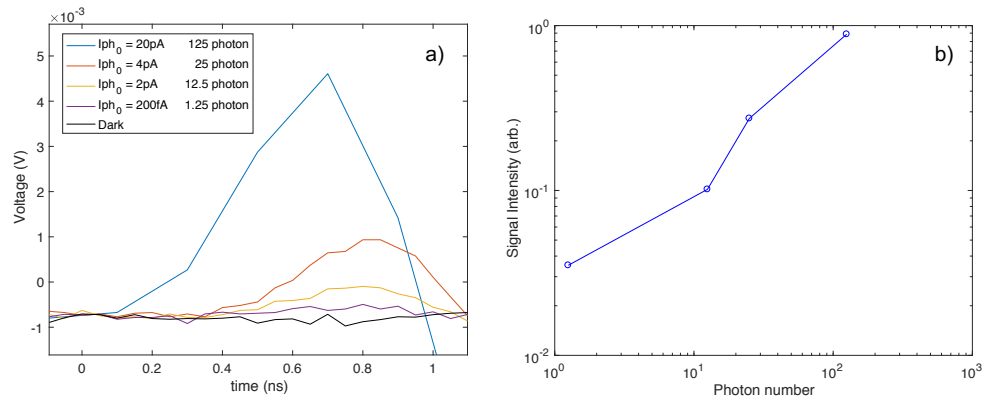 ×10⁻³
a)
Iph₀ = 20pA 125 photon
Iph₀ = 4pA 25 photon
Iph₀ = 2pA 12.5 photon
Iph₀ = 200fA 1.25 photon
Dark
5
4
3
2
1
0
-1
Voltage (V)
0 0.2 0.4 0.6 0.8 1
time (ns)
b)
10⁰
10⁻¹
10⁻²
Signal Intensity (arb.)
10⁰ 10¹ 10² 10³
Photon number